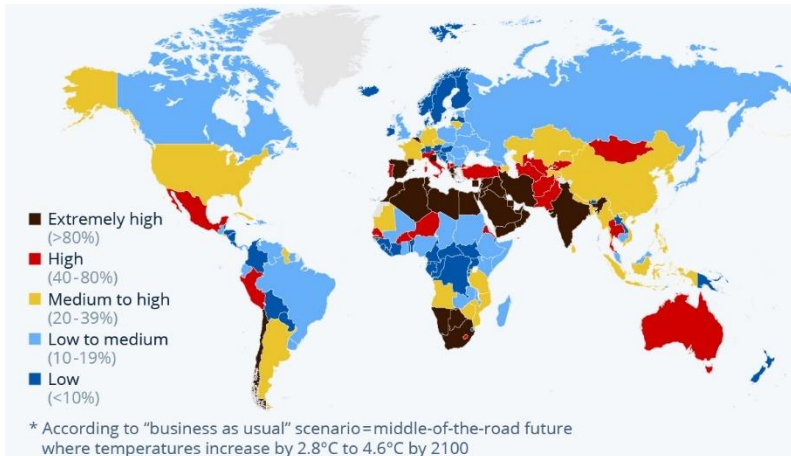 Extremely high
(>80%)
High
(40-80%)
Medium to high
(20-39%)
Low to medium
(10-19%)
Low
(<10%)
* According to “business as usual” scenario=middle-of-the-road future
where temperatures increase by 2.8°C to 4.6°C by 2100